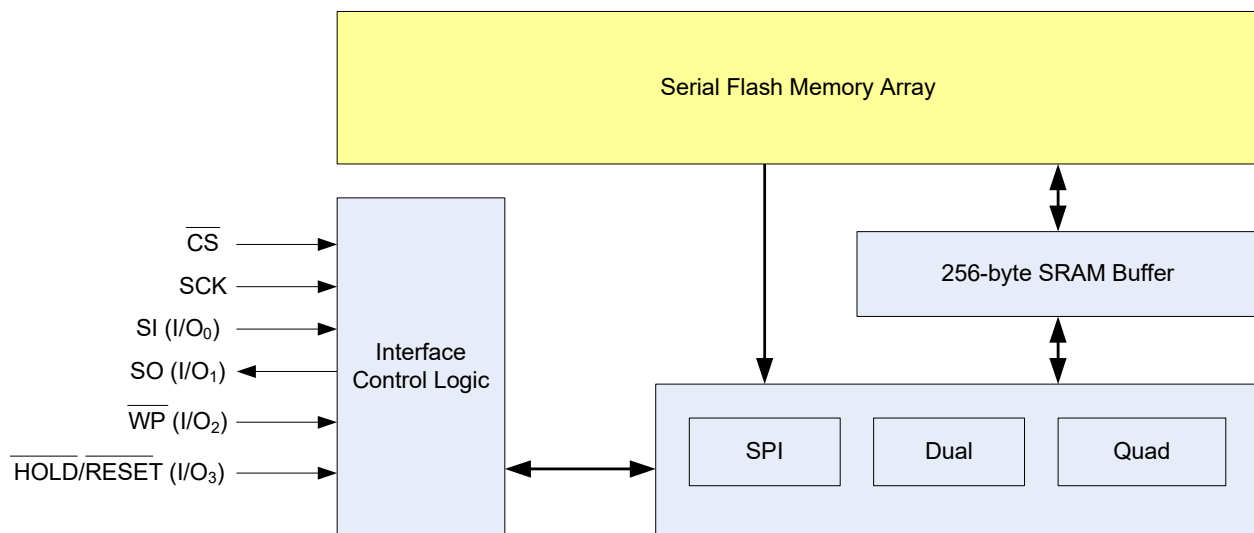 Serial Flash Memory Array
CS
SCK
SI (I/O₀)
SO (I/O₁)
WP (I/O₂)
HOLD/RESET (I/O₃)
Interface
Control Logic
256-byte SRAM Buffer
SPI
Dual
Quad